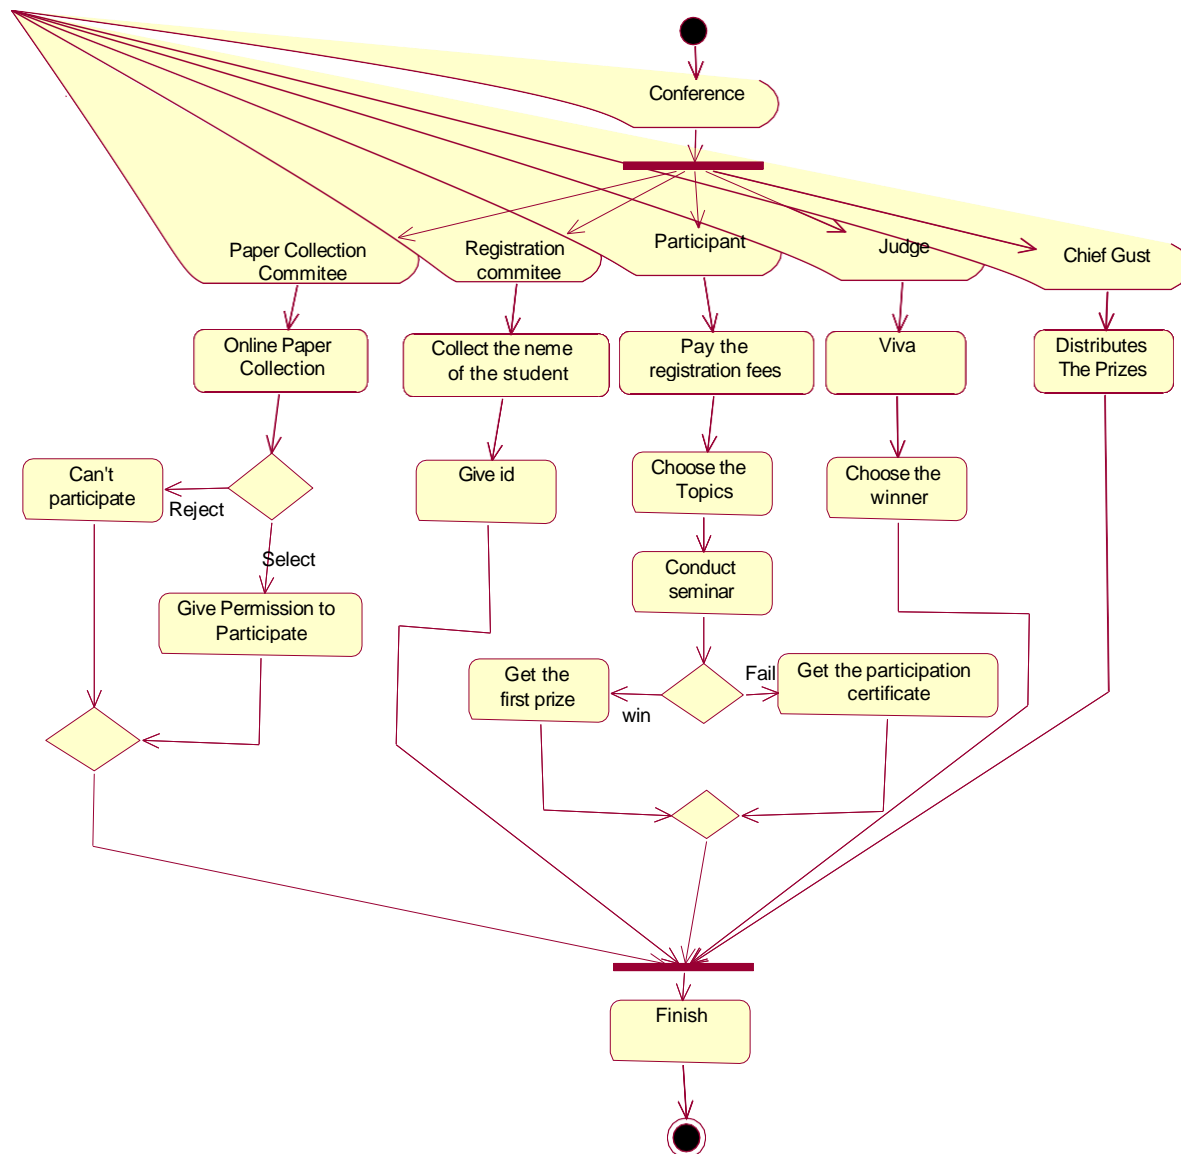 Conference
Paper Collection
Commitee
Registration
commitee
Participant
Judge
Chief Gust
Online Paper
Collection
Collect the neme
of the student
Pay the
registration fees
Viva
Distributes
The Prizes
Can't
participate
Reject
Give id
Choose the
Topics
Choose the
winner
Select
Conduct
seminar
Give Permission to
Participate
Get the
first prize
win
Fail
Get the participation
certificate
Finish